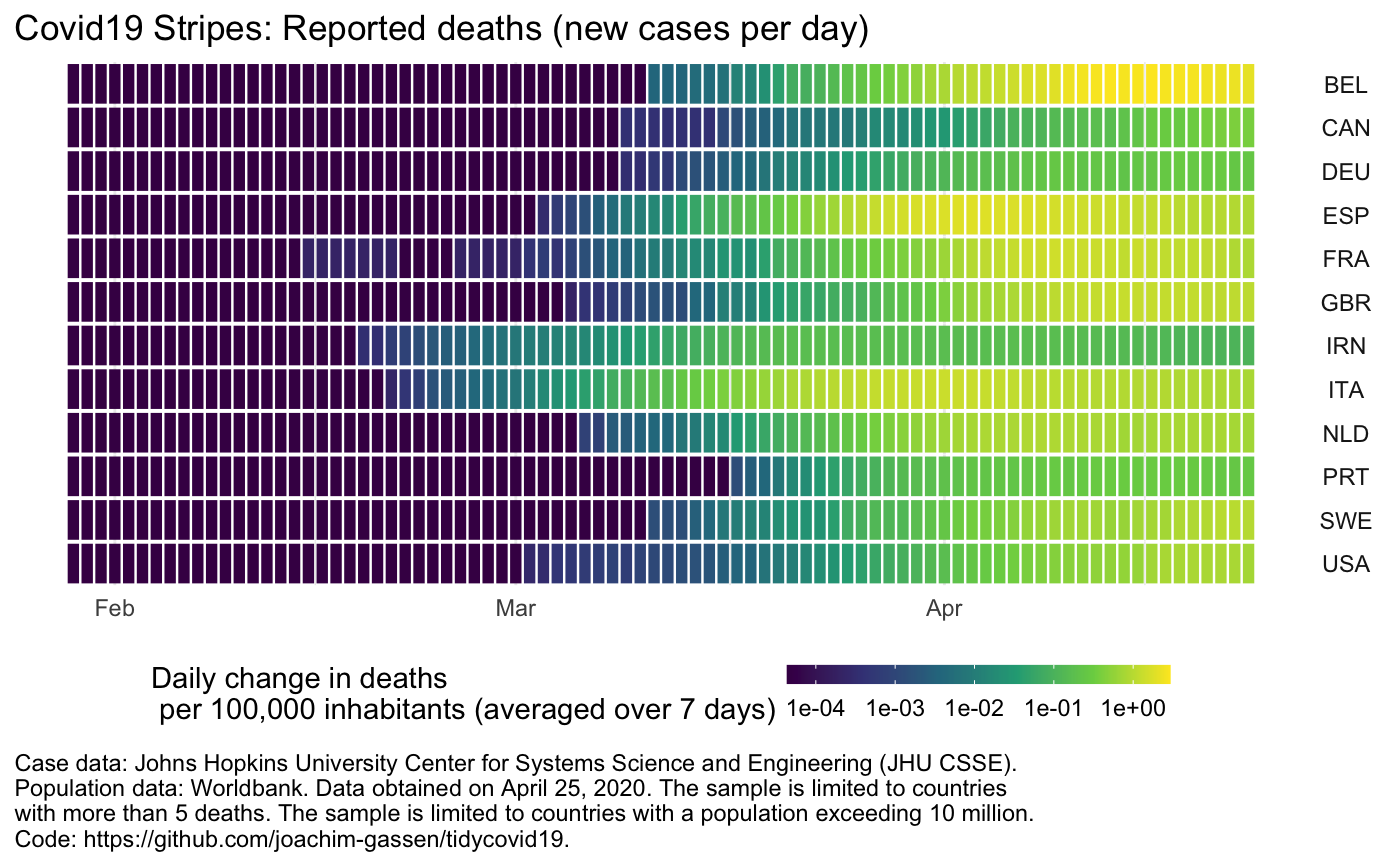 Covid19 Stripes: Reported deaths (new cases per day)
BEL
CAN
DEU
ESP
FRA
GBR
IRN
ITA
NLD
PRT
SWE
USA
Feb Mar Apr
Daily change in deaths
per 100,000 inhabitants (averaged over 7 days)
1e-04 1e-03 1e-02 1e-01 1e+00
Case data: Johns Hopkins University Center for Systems Science and Engineering (JHU CSSE).
Population data: Worldbank. Data obtained on April 25, 2020. The sample is limited to countries
with more than 5 deaths. The sample is limited to countries with a population exceeding 10 million.
Code: https://github.com/joachim-gassen/tidycovid19.